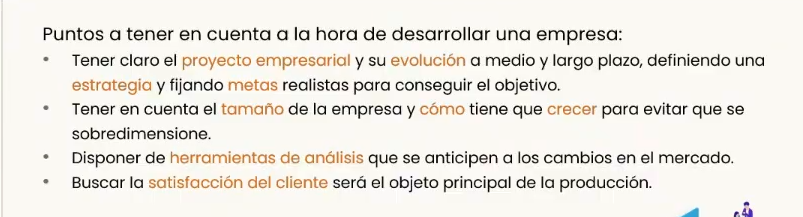 Puntos a tener en cuenta a la hora de desarrollar una empresa:
• Tener claro el proyecto empresarial y su evolución a medio y largo plazo, definiendo una
estrategia y fijando metas realistas para conseguir el objetivo.
• Tener en cuenta el tamaño de la empresa y cómo tiene que crecer para evitar que se
sobredimensione.
• Disponer de herramientas de análisis que se anticipen a los cambios en el mercado.
• Buscar la satisfacción del cliente será el objeto principal de la producción.